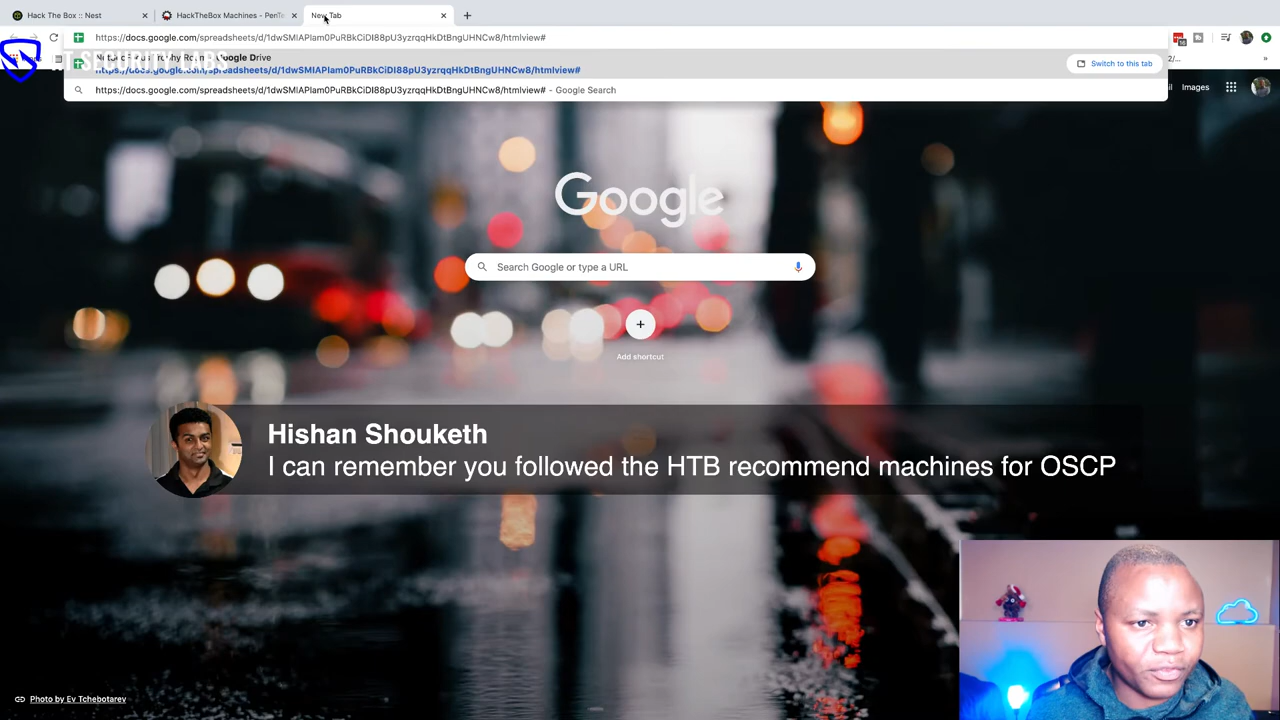 Hack The Box :: Nest
HackTheBox Machines - PenTe
New Tab
https://docs.google.com/spreadsheets/d/1dwSMIAPIam0PuRBkCiDI88pU3yzrqqHkDtBngUHNCw8/htmlview#
Google Drive
https://docs.google.com/spreadsheets/d/1dwSMIAPIam0PuRBkCiDI88pU3yzrqqHkDtBngUHNCw8/htmlview#
Switch to this tab
https://docs.google.com/spreadsheets/d/1dwSMIAPIam0PuRBkCiDI88pU3yzrqqHkDtBngUHNCw8/htmlview# - Google Search
Images
Google
Search Google or type a URL
Add shortcut
Hishan Shouketh
I can remember you followed the HTB recommend machines for OSCP
Photo by Ev Tchebotarev